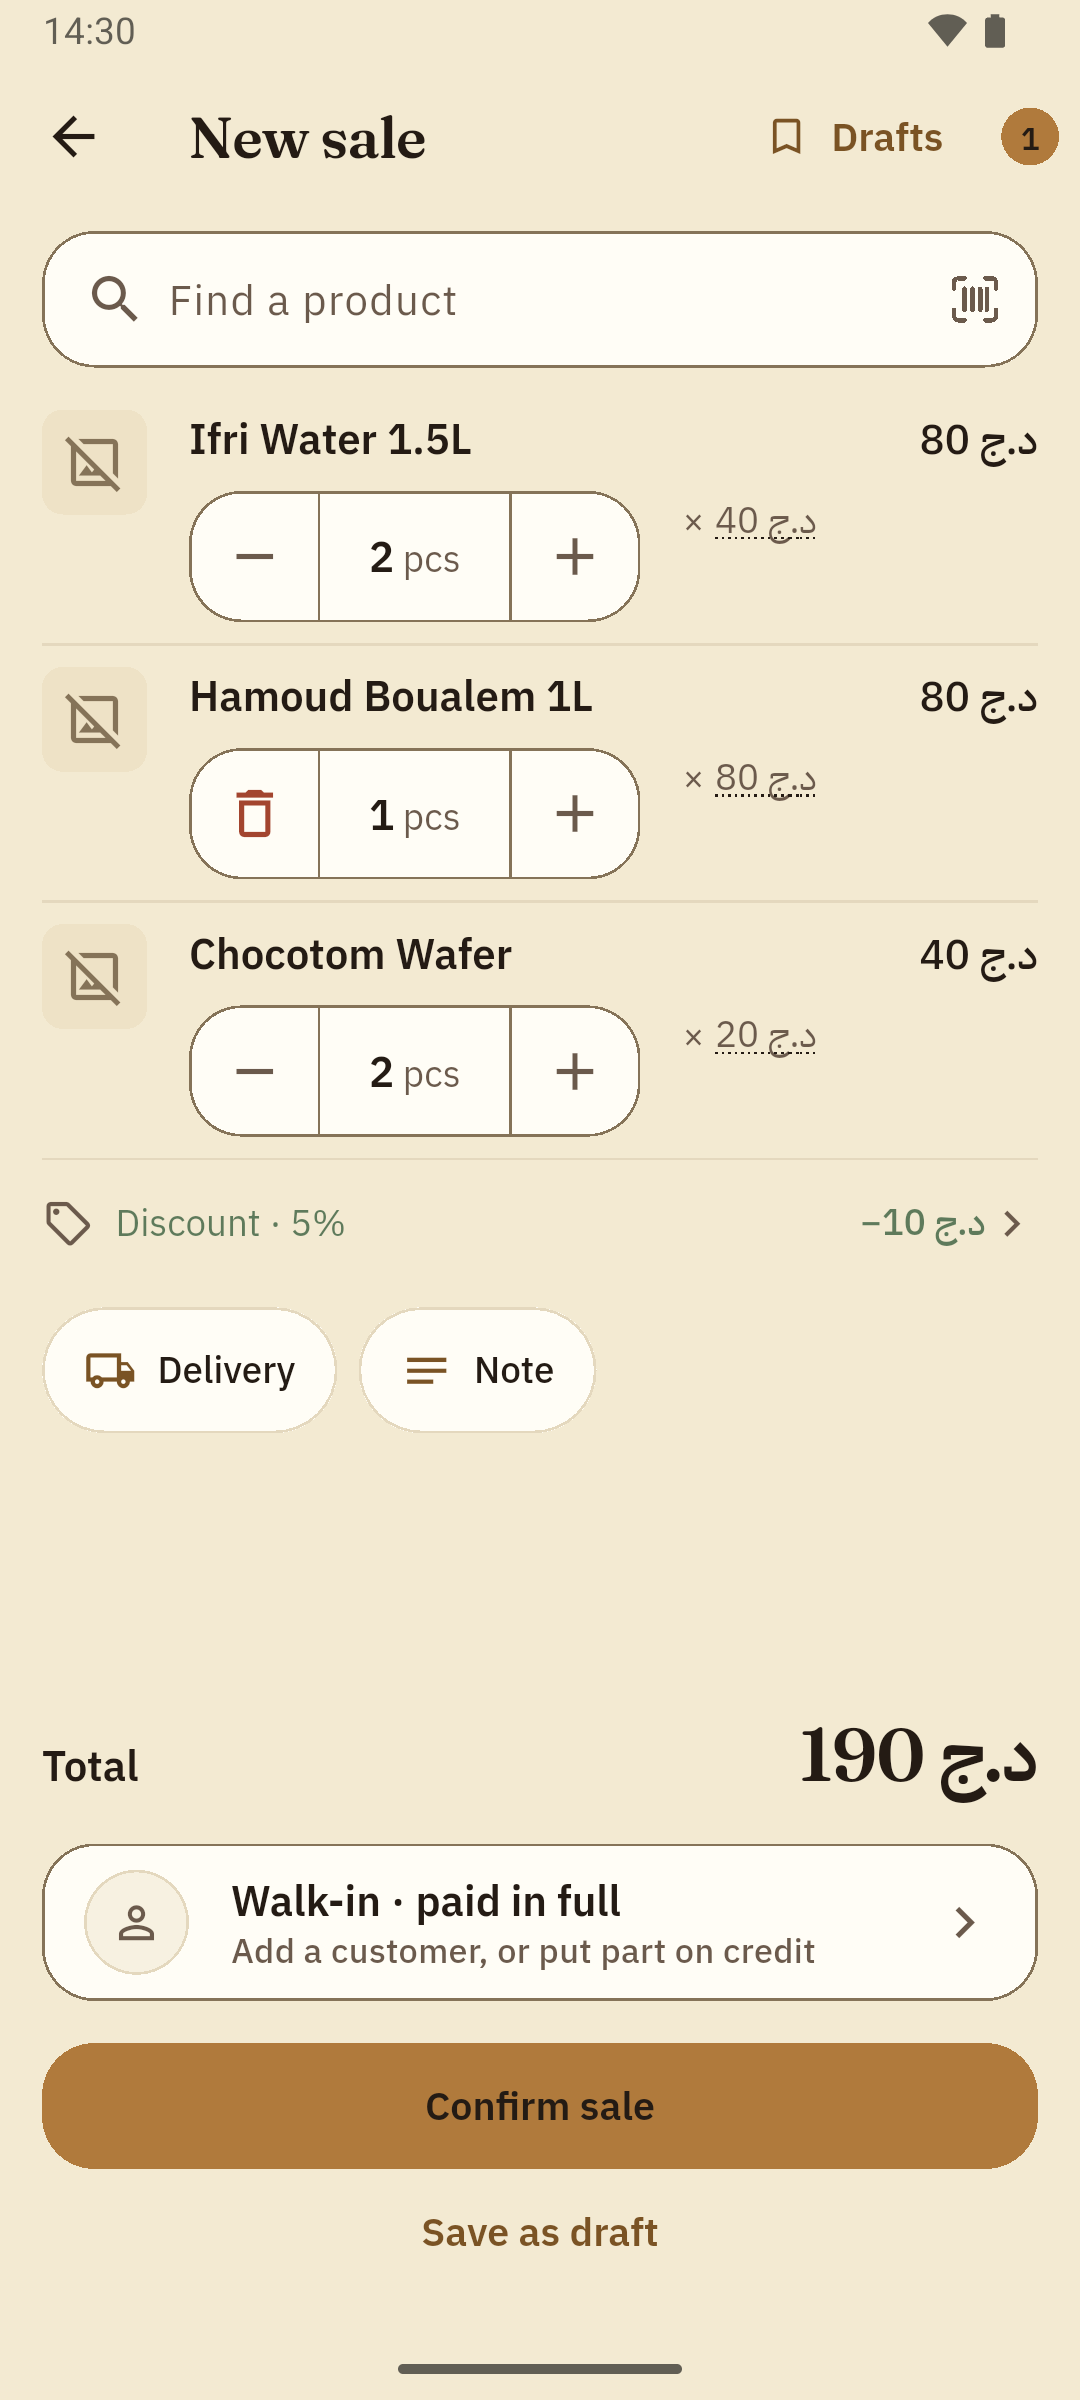 14:30
New sale
Drafts
1
Find a product
Ifri Water 1.5L
80 د.ج
2 pcs
× 40 د.ج
Hamoud Boualem 1L
80 د.ج
1 pcs
× 80 د.ج
Chocotom Wafer
40 د.ج
2 pcs
× 20 د.ج
Discount · 5%
−10 د.ج
Delivery
Note
Total
190 د.ج
Walk-in · paid in full
Add a customer, or put part on credit
Confirm sale
Save as draft